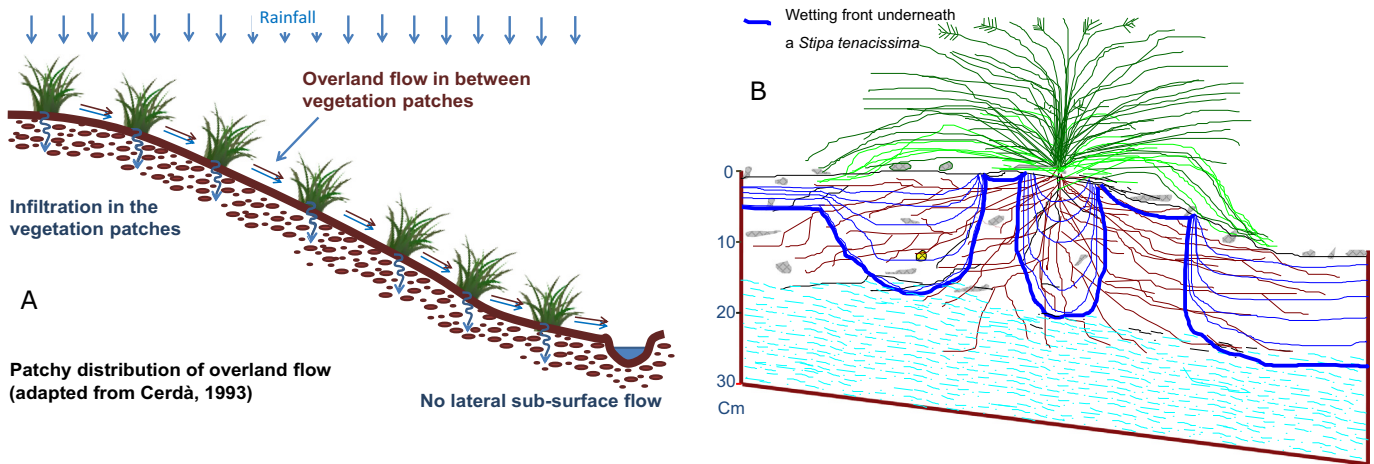 Rainfall
Overland flow in between
vegetation patches
Infiltration in the
vegetation patches
A
Patchy distribution of overland flow
(adapted from Cerdà, 1993)
No lateral sub-surface flow
Wetting front underneath
a Stipa tenacissima
B
0
10
20
30
Cm